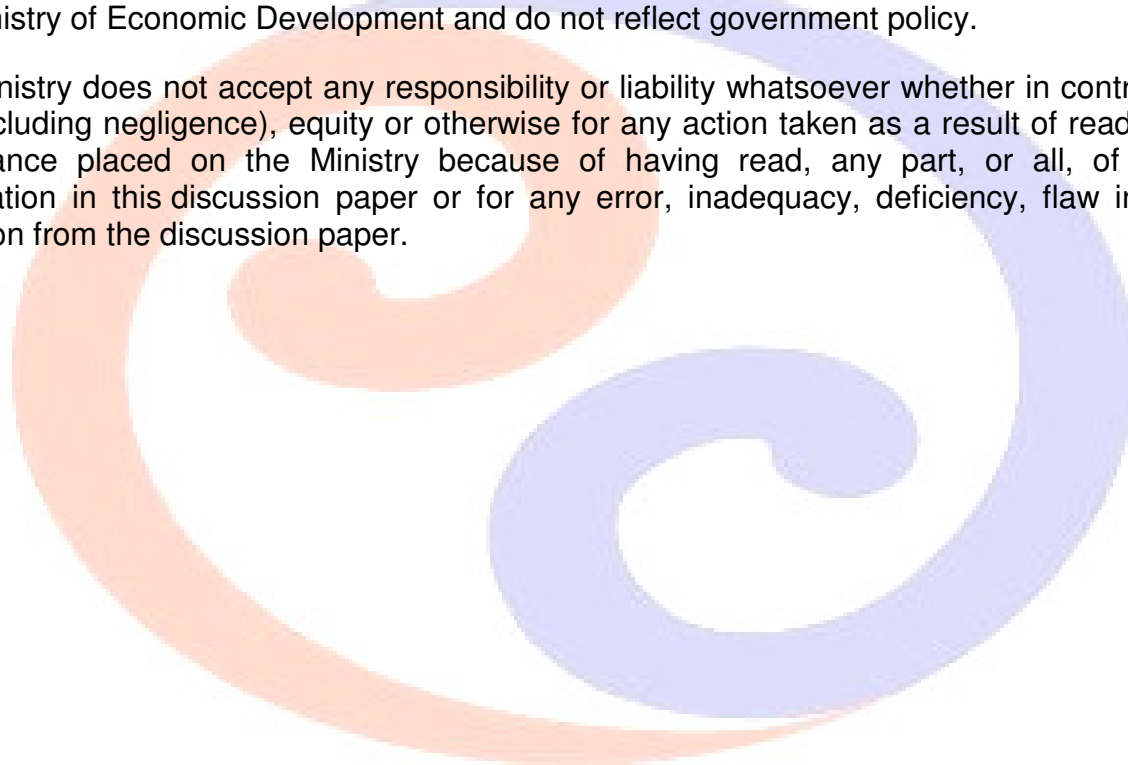 nistry of Economic Development and do not reflect government policy.
nistry does not accept any responsibility or liability whatsoever whether in contr
cluding negligence), equity or otherwise for any action taken as a result of read
ance placed on the Ministry because of having read, any part, or all, of
ation in this discussion paper or for any error, inadequacy, deficiency, flaw in
on from the discussion paper.